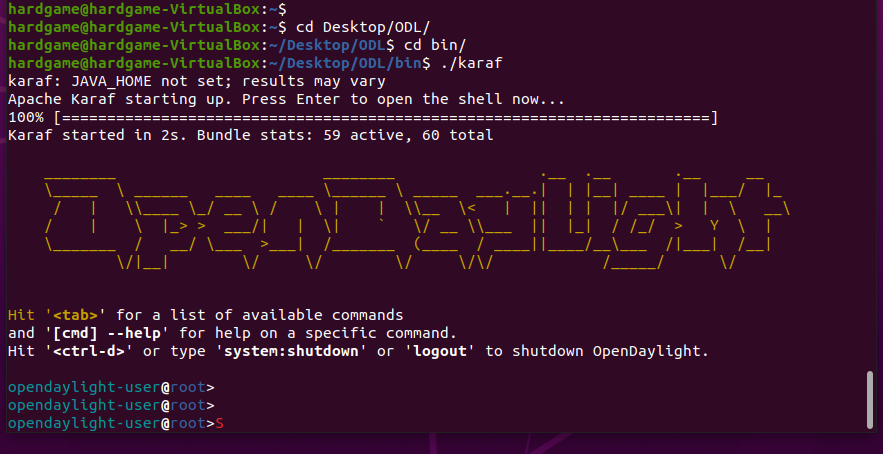 hardgame@hardgame-VirtualBox:~$
hardgame@hardgame-VirtualBox:~$ cd Desktop/ODL/
hardgame@hardgame-VirtualBox:~/Desktop/ODL$ cd bin/
hardgame@hardgame-VirtualBox:~/Desktop/ODL/bin$ ./karaf
karaf: JAVA_HOME not set; results may vary
Apache Karaf starting up. Press Enter to open the shell now...
100% [========================================================================]
Karaf started in 2s. Bundle stats: 59 active, 60 total
OpenDaylight
Hit '<tab>' for a list of available commands
and '[cmd] --help' for help on a specific command.
Hit '<ctrl-d>' or type 'system:shutdown' or 'logout' to shutdown OpenDaylight.
opendaylight-user@root>
opendaylight-user@root>
opendaylight-user@root>S